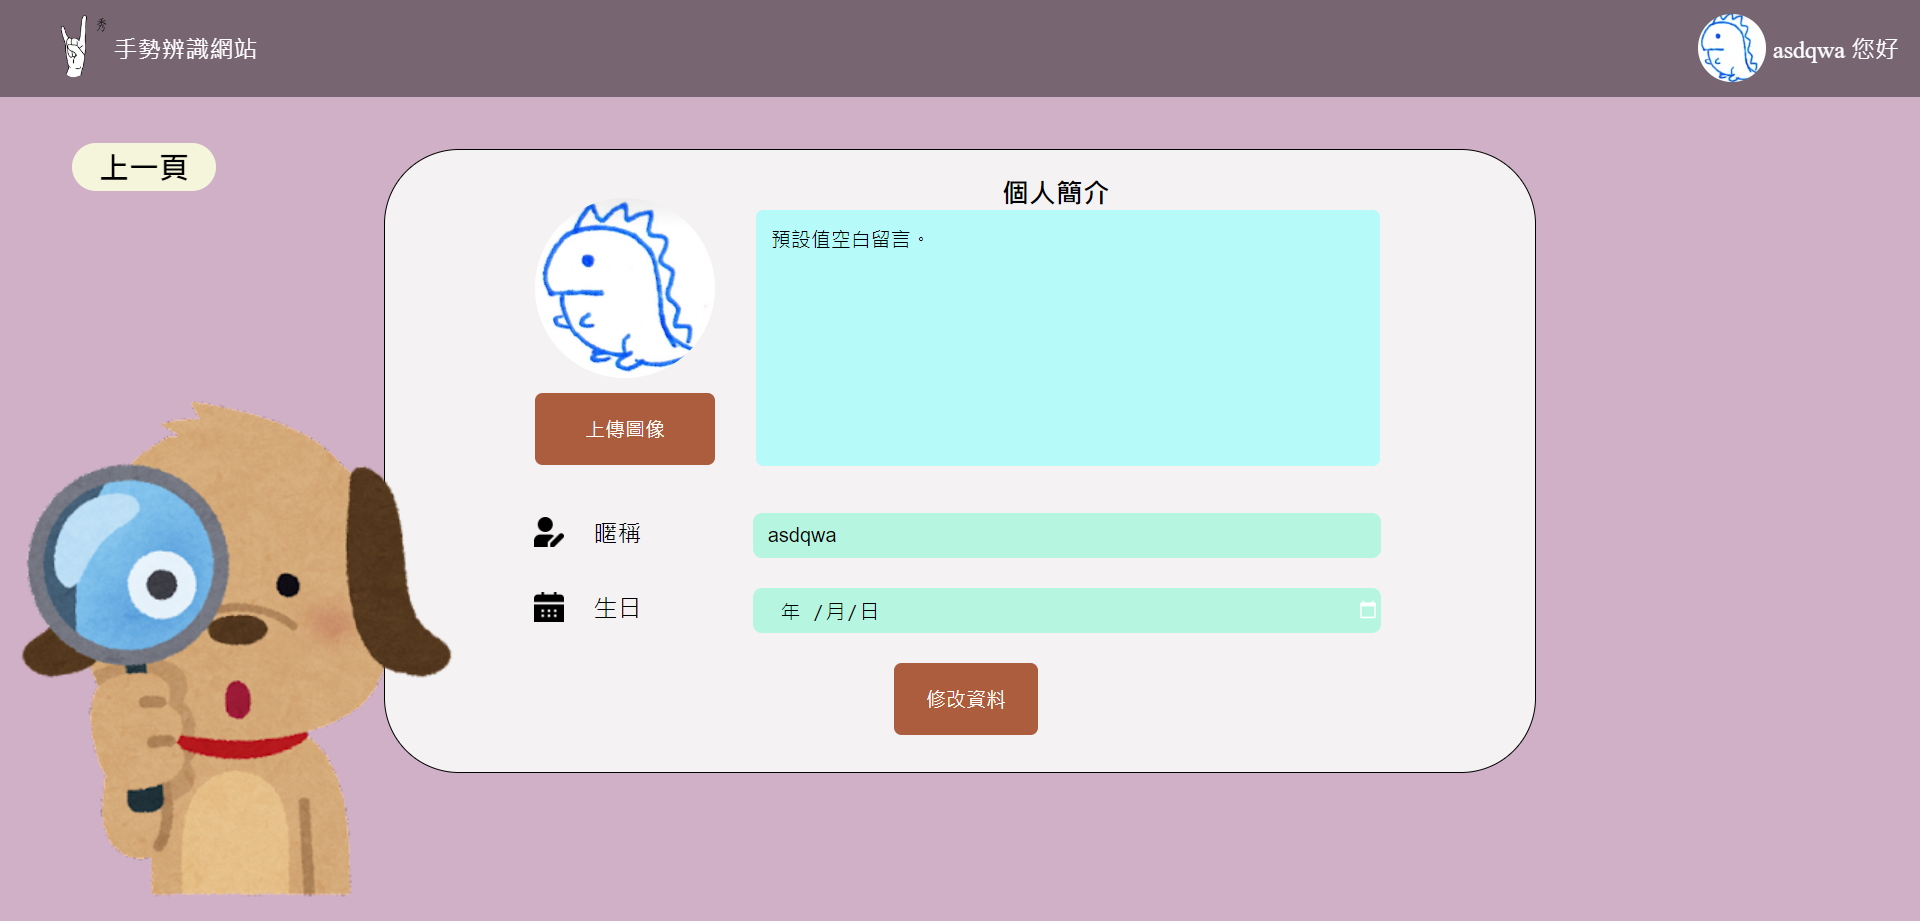 秀
手勢辨識網站
asdqwa 您好
上一頁
個人簡介
預設值空白留言。
上傳圖像
暱稱
asdqwa
生日
年 /月/日
修改資料